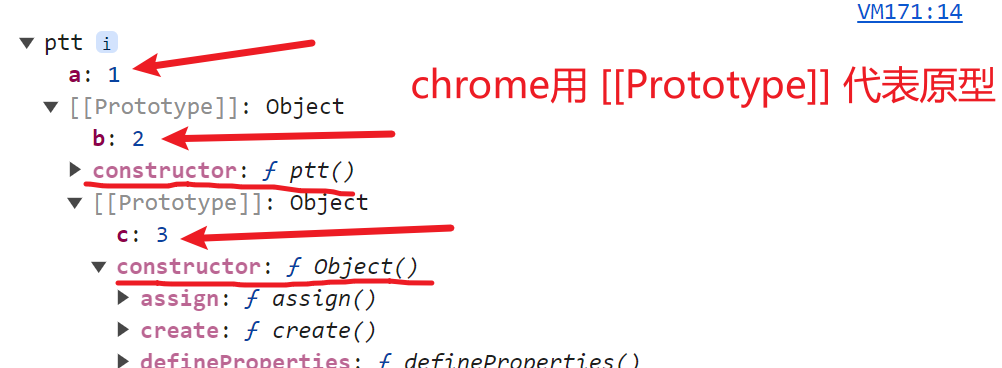 VM171:14
▼ ptt i
a: 1
chrome用 [[Prototype]] 代表原型
▼ [[Prototype]]: Object
b: 2
▶ constructor: ƒ ptt()
▼ [[Prototype]]: Object
c: 3
▼ constructor: ƒ Object()
▶ assign: ƒ assign()
▶ create: ƒ create()
▶ defineProperties: ƒ defineProperties()